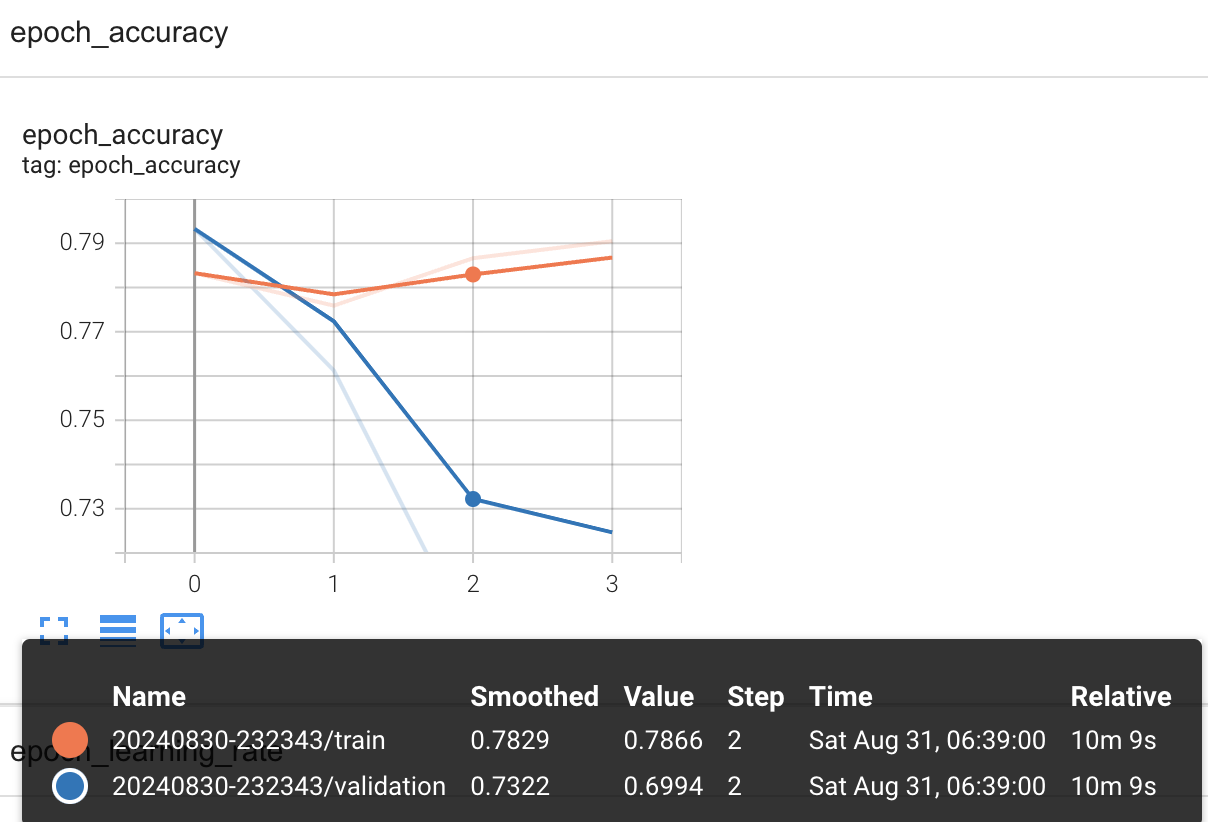 epoch_accuracy
epoch_accuracy
tag: epoch_accuracy
0.79
0.77
0.75
0.73
0 1 2 3
Name Smoothed Value Step Time Relative
20240830-232343/train 0.7829 0.7866 2 Sat Aug 31, 06:39:00 10m 9s
epoch_learning_rate
20240830-232343/validation 0.7322 0.6994 2 Sat Aug 31, 06:39:00 10m 9s